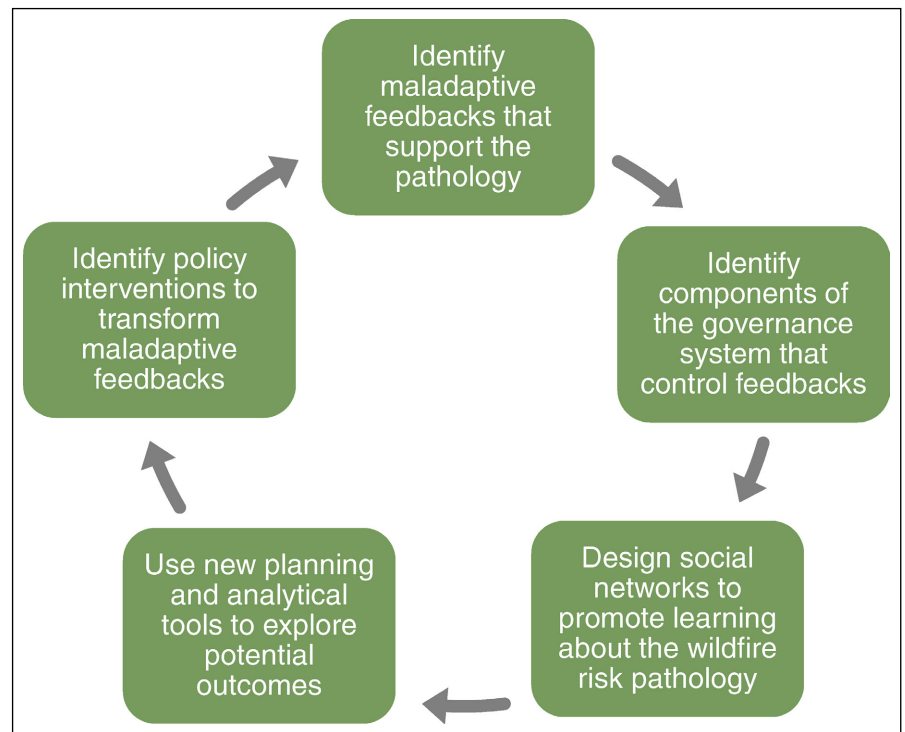 Identify
maladaptive
feedbacks that
support the
pathology
Identify
components of
the governance
system that
control feedbacks
Design social
networks to
promote learning
about the wildfire
risk pathology
Use new planning
and analytical
tools to explore
potential
outcomes
Identify policy
interventions to
transform
maladaptive
feedbacks